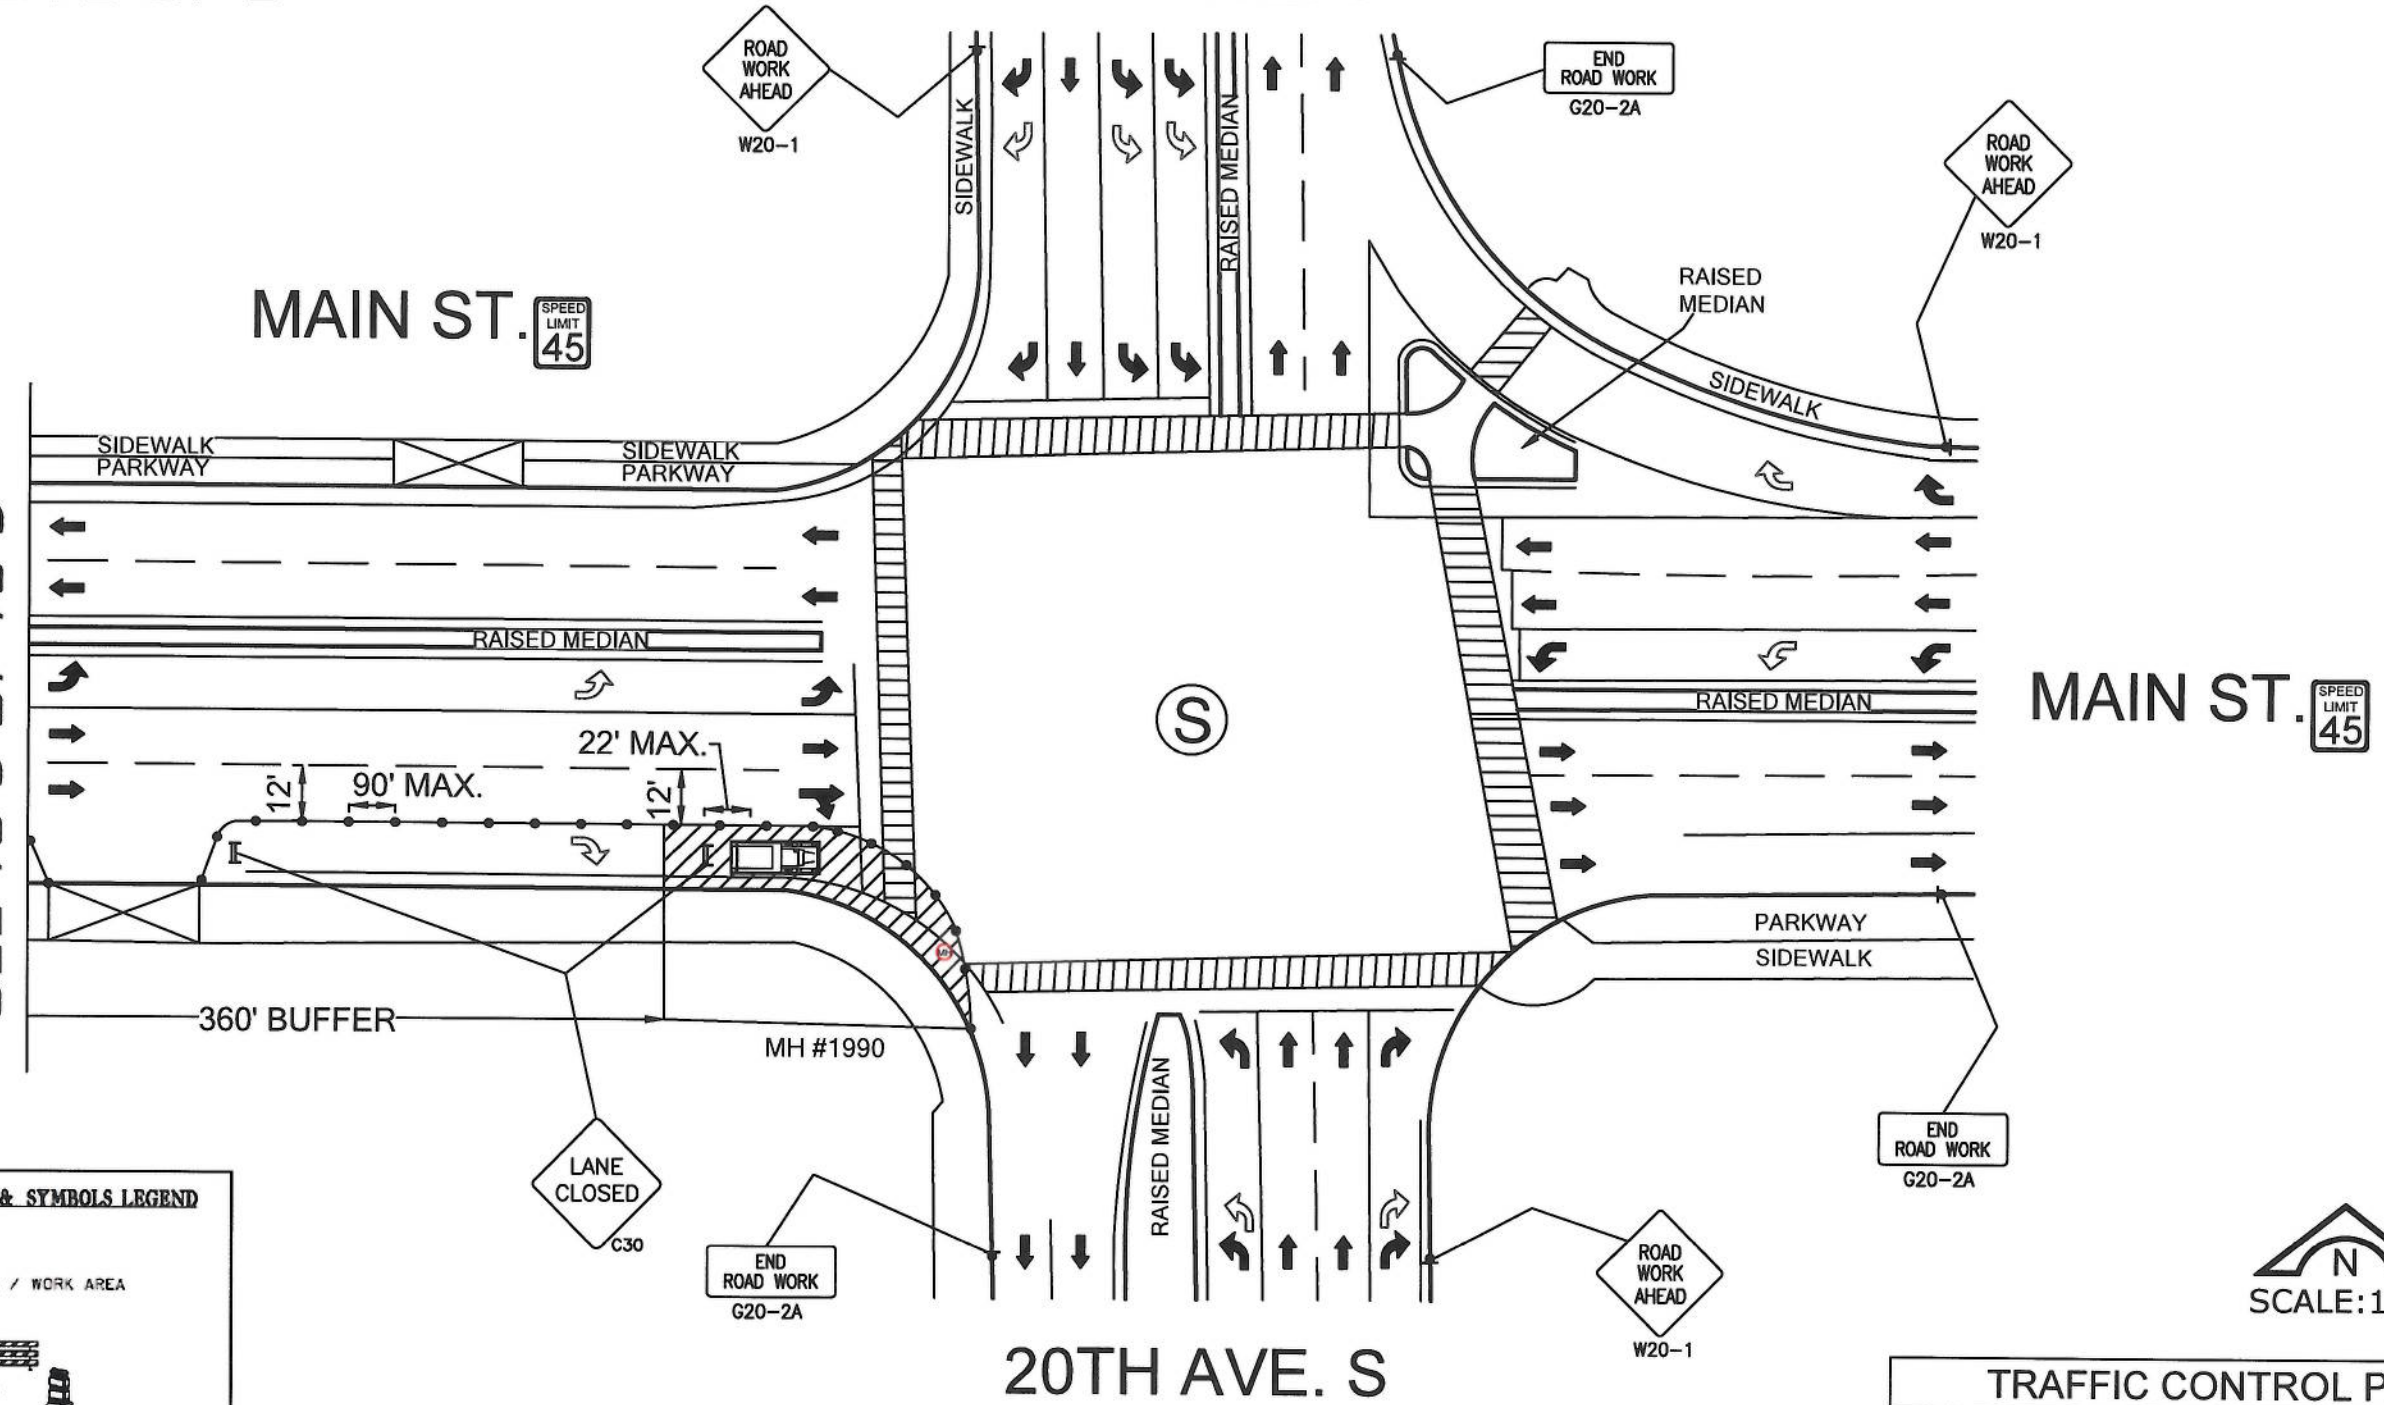 ROAD
WORK
AHEAD
W20-1
END
ROAD WORK
G20-2A
ROAD
WORK
AHEAD
W20-1
SIDEWALK
RAISED MEDIAN
RAISED
MEDIAN
MAIN ST.
SPEED
LIMIT
45
SIDEWALK
SIDEWALK
PARKWAY
SIDEWALK
PARKWAY
RAISED MEDIAN
RAISED MEDIAN
MAIN ST.
SPEED
LIMIT
45
S
22' MAX.
12'
90' MAX.
12'
MH
PARKWAY
SIDEWALK
360' BUFFER
MH #1990
RAISED MEDIAN
LANE
CLOSED
C30
END
ROAD WORK
G20-2A
END
ROAD WORK
G20-2A
ROAD
WORK
AHEAD
W20-1
& SYMBOLS LEGEND
/ WORK AREA
N
SCALE:1
20TH AVE. S
TRAFFIC CONTROL P